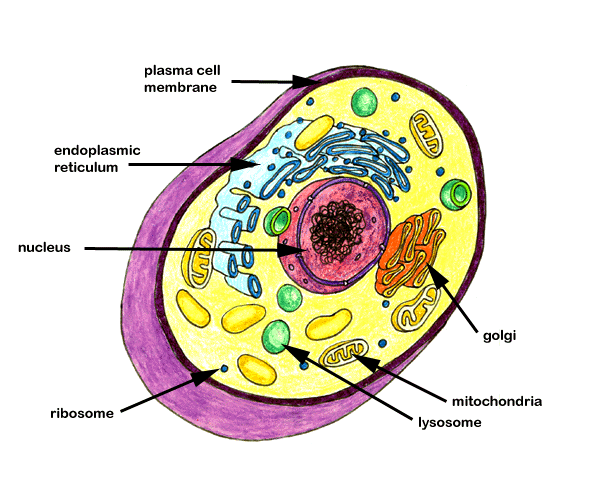 plasma cell
membrane
endoplasmic
reticulum
nucleus
golgi
mitochondria
ribosome
lysosome